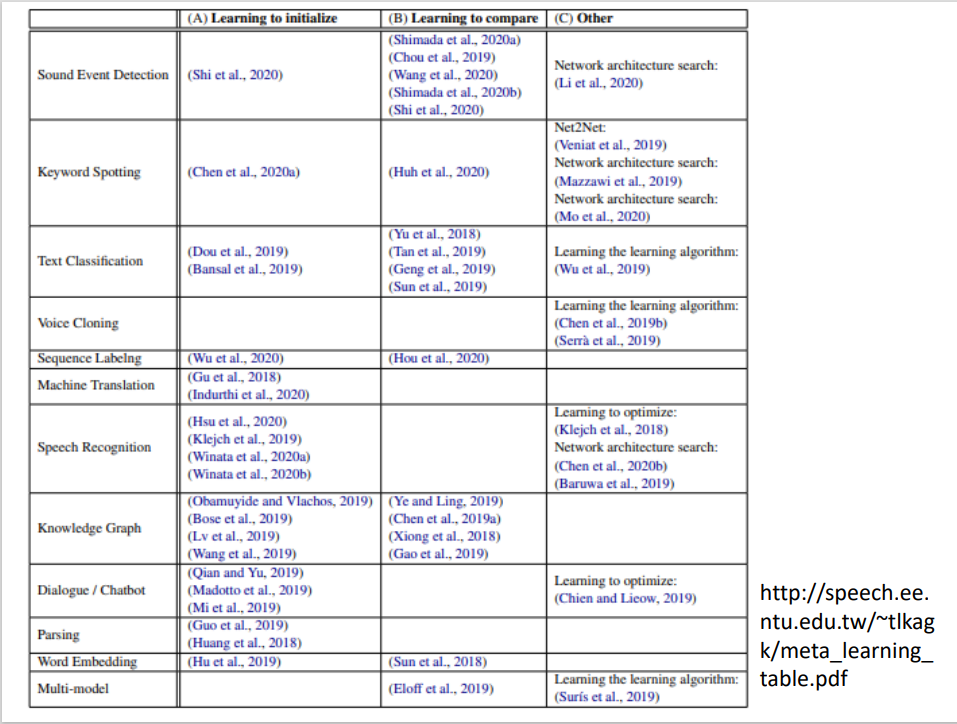 (A) Learning to initialize (B) Learning to compare (C) Other
Sound Event Detection
(Shi et al., 2020)
(Shimada et al., 2020a)
(Chou et al., 2019)
(Wang et al., 2020)
(Shimada et al., 2020b)
(Shi et al., 2020)
Network architecture search:
(Li et al., 2020)
Keyword Spotting
(Chen et al., 2020a)
(Huh et al., 2020)
Net2Net:
(Veniat et al., 2019)
Network architecture search:
(Mazzawi et al., 2019)
Network architecture search:
(Mo et al., 2020)
Text Classification
(Dou et al., 2019)
(Bansal et al., 2019)
(Yu et al., 2018)
(Tan et al., 2019)
(Geng et al., 2019)
(Sun et al., 2019)
Learning the learning algorithm:
(Wu et al., 2019)
Voice Cloning
Learning the learning algorithm:
(Chen et al., 2019b)
(Serrà et al., 2019)
Sequence Labelng
(Wu et al., 2020)
(Hou et al., 2020)
Machine Translation
(Gu et al., 2018)
(Indurthi et al., 2020)
Speech Recognition
(Hsu et al., 2020)
(Klejch et al., 2019)
(Winata et al., 2020a)
(Winata et al., 2020b)
Learning to optimize:
(Klejch et al., 2018)
Network architecture search:
(Chen et al., 2020b)
(Baruwa et al., 2019)
Knowledge Graph
(Obamuyide and Vlachos, 2019)
(Bose et al., 2019)
(Lv et al., 2019)
(Wang et al., 2019)
(Ye and Ling, 2019)
(Chen et al., 2019a)
(Xiong et al., 2018)
(Gao et al., 2019)
Dialogue / Chatbot
(Qian and Yu, 2019)
(Madotto et al., 2019)
(Mi et al., 2019)
Learning to optimize:
(Chien and Lieow, 2019)
Parsing
(Guo et al., 2019)
(Huang et al., 2018)
Word Embedding
(Hu et al., 2019)
(Sun et al., 2018)
Multi-model
(Eloff et al., 2019)
Learning the learning algorithm:
(Surís et al., 2019)
http://speech.ee.
ntu.edu.tw/~tlkag
k/meta_learning_
table.pdf